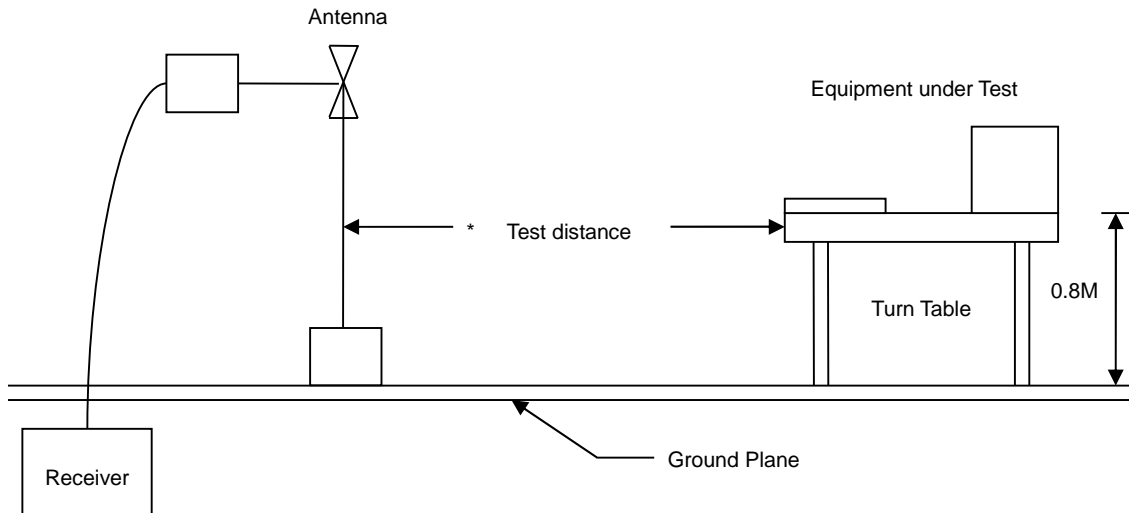 Antenna
Equipment under Test
* Test distance
0.8M
Turn Table
Ground Plane
Receiver